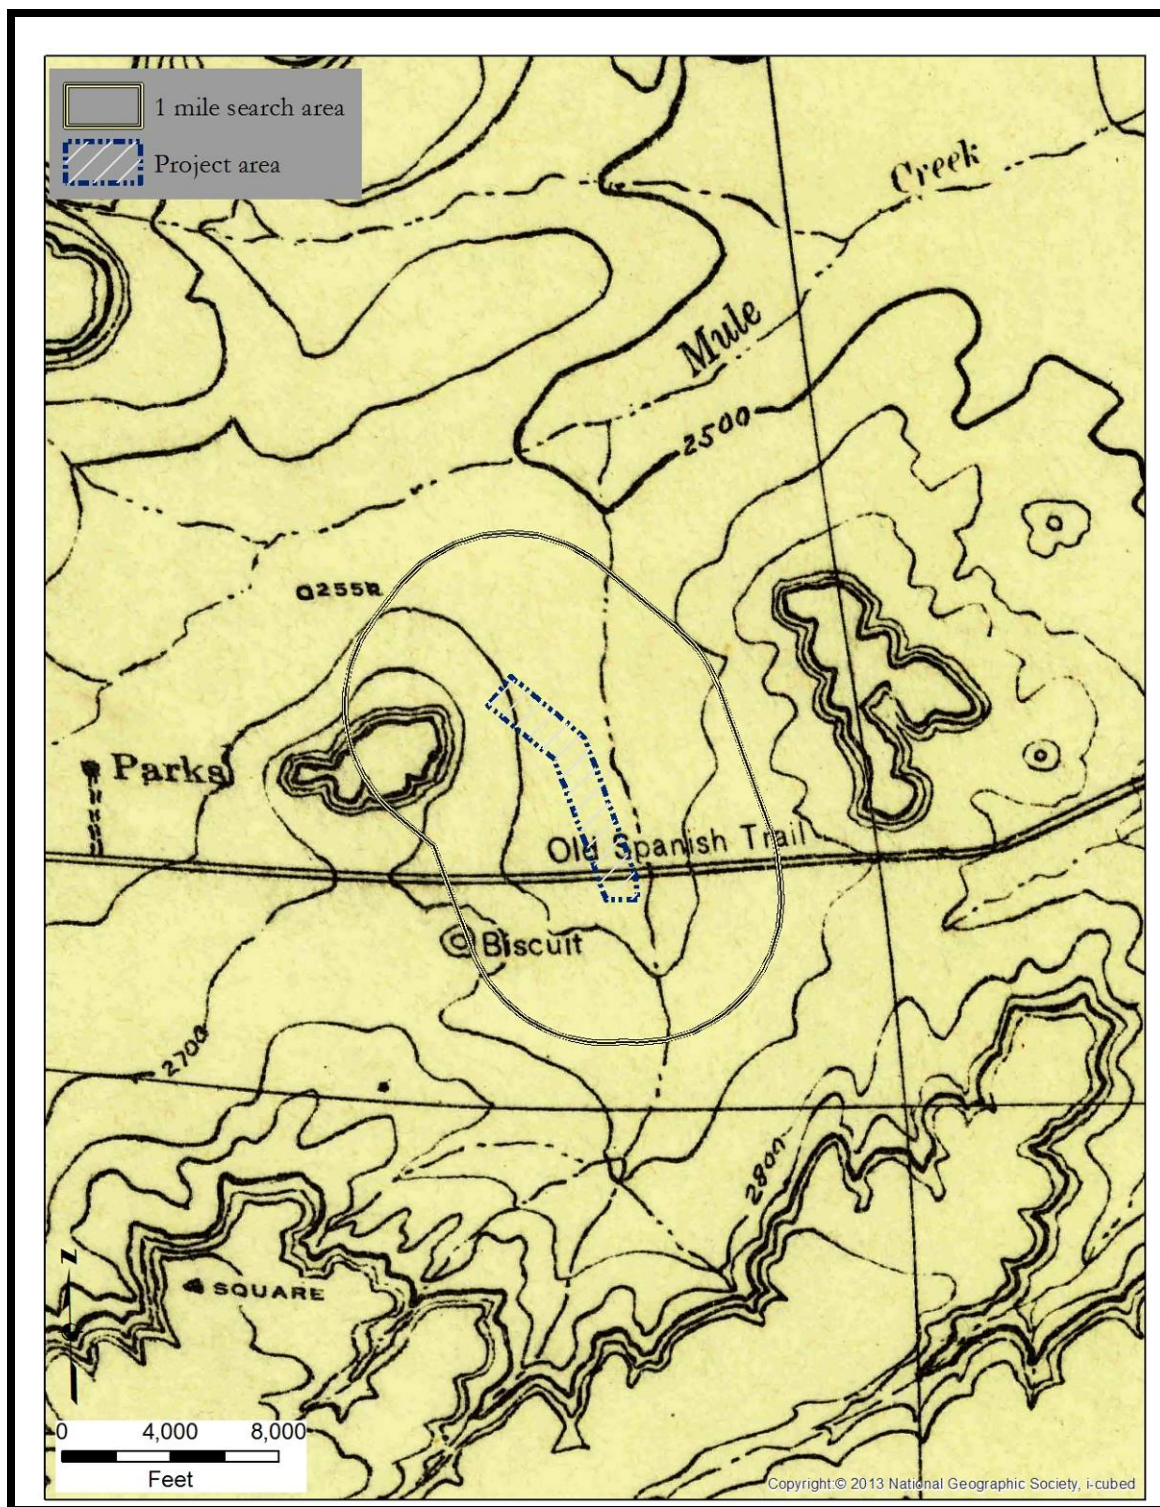 1 mile search area
Project area
Creek
Mule
2500
Parks
Old Spanish Trail
Biscuit
2700
2800
SQUARE
N
0 4,000 8,000
Feet
Copyright:© 2013 National Geographic Society, i-cubed